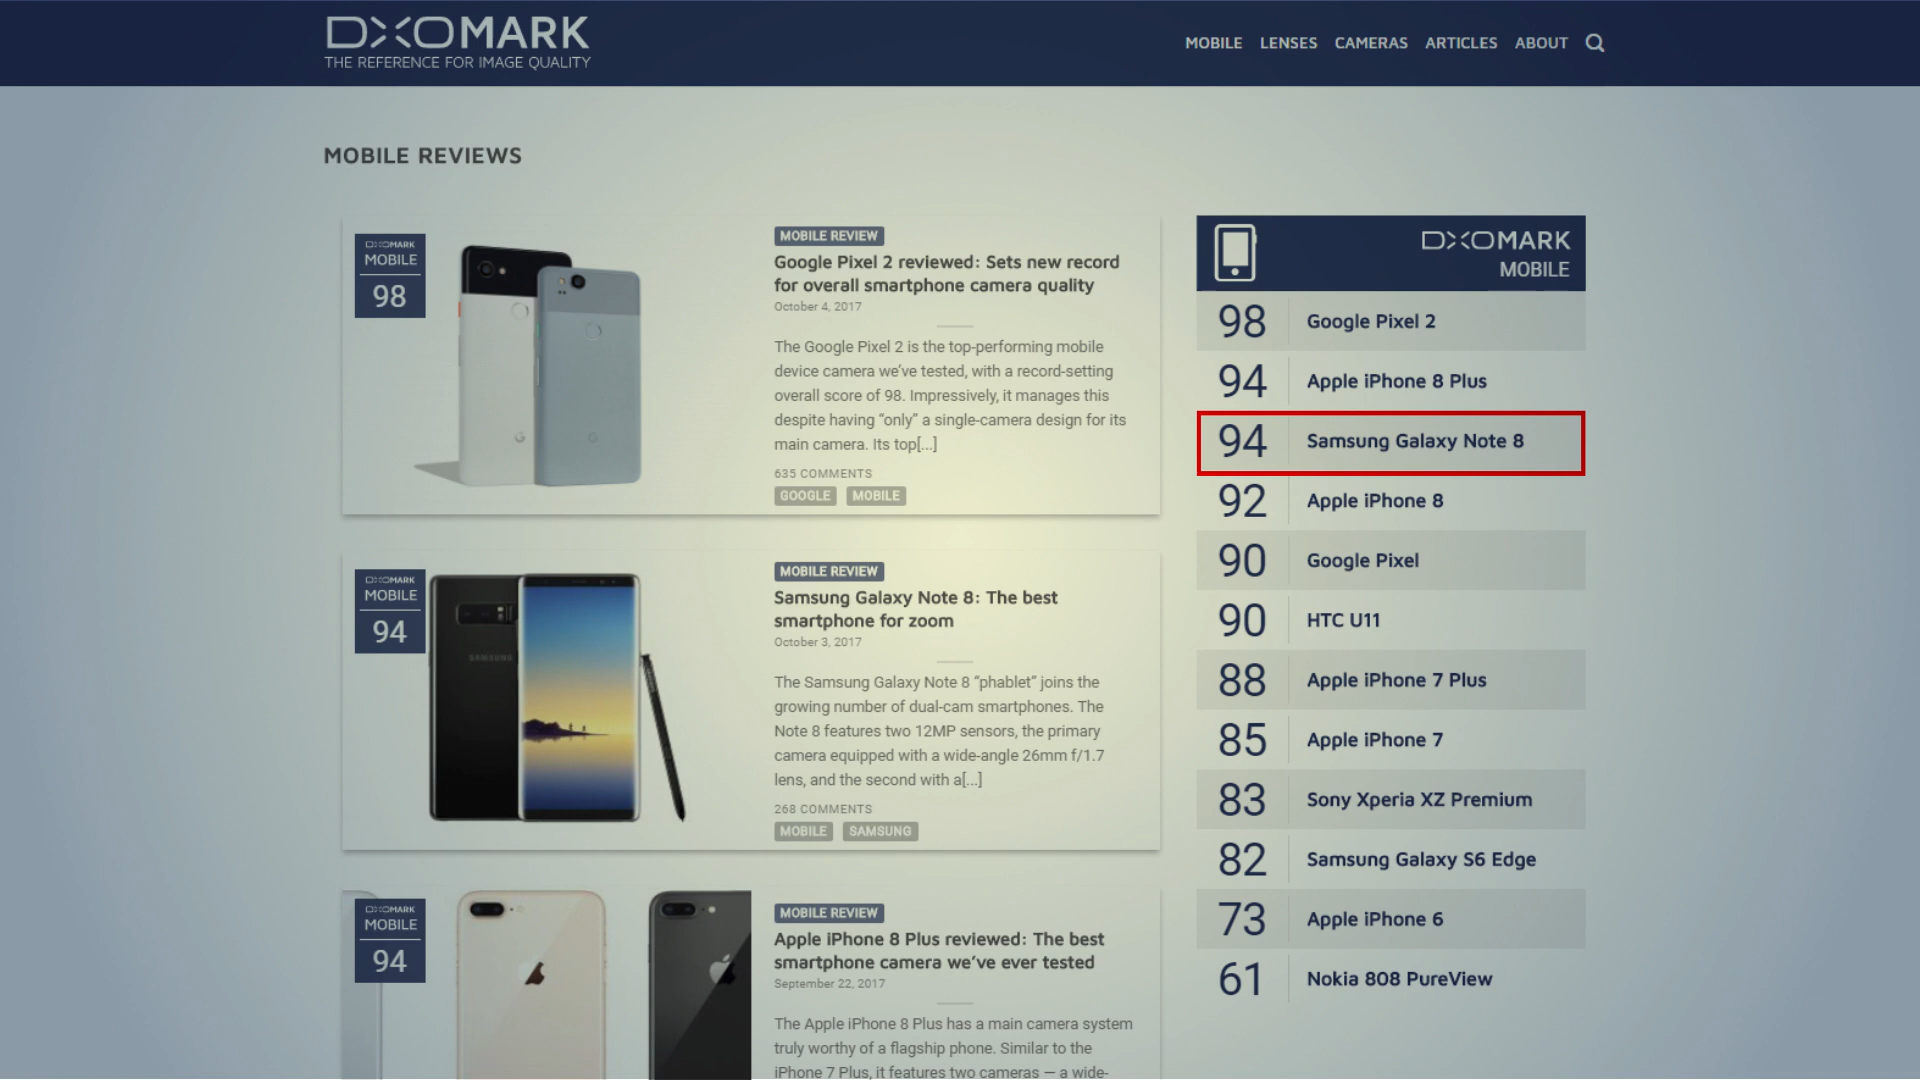 DXOMARK
THE REFERENCE FOR IMAGE QUALITY
MOBILE LENSES CAMERAS ARTICLES ABOUT
MOBILE REVIEWS
DXOMARK
MOBILE
98
MOBILE REVIEW
Google Pixel 2 reviewed: Sets new record
for overall smartphone camera quality
October 4, 2017
The Google Pixel 2 is the top-performing mobile
device camera we've tested, with a record-setting
overall score of 98. Impressively, it manages this
despite having “only” a single-camera design for its
main camera. Its top[...]
635 COMMENTS
GOOGLE MOBILE
DXOMARK
MOBILE
94
SAMSUNG
MOBILE REVIEW
Samsung Galaxy Note 8: The best
smartphone for zoom
October 3, 2017
The Samsung Galaxy Note 8 “phablet” joins the
growing number of dual-cam smartphones. The
Note 8 features two 12MP sensors, the primary
camera equipped with a wide-angle 26mm f/1.7
lens, and the second with a[...]
268 COMMENTS
MOBILE SAMSUNG
DXOMARK
MOBILE
94
MOBILE REVIEW
Apple iPhone 8 Plus reviewed: The best
smartphone camera we've ever tested
September 22, 2017
The Apple iPhone 8 Plus has a main camera system
truly worthy of a flagship phone. Similar to the
iPhone 7 Plus, it features two cameras — a wide-
DXOMARK
MOBILE
98 Google Pixel 2
94 Apple iPhone 8 Plus
94 Samsung Galaxy Note 8
92 Apple iPhone 8
90 Google Pixel
90 HTC U11
88 Apple iPhone 7 Plus
85 Apple iPhone 7
83 Sony Xperia XZ Premium
82 Samsung Galaxy S6 Edge
73 Apple iPhone 6
61 Nokia 808 PureView